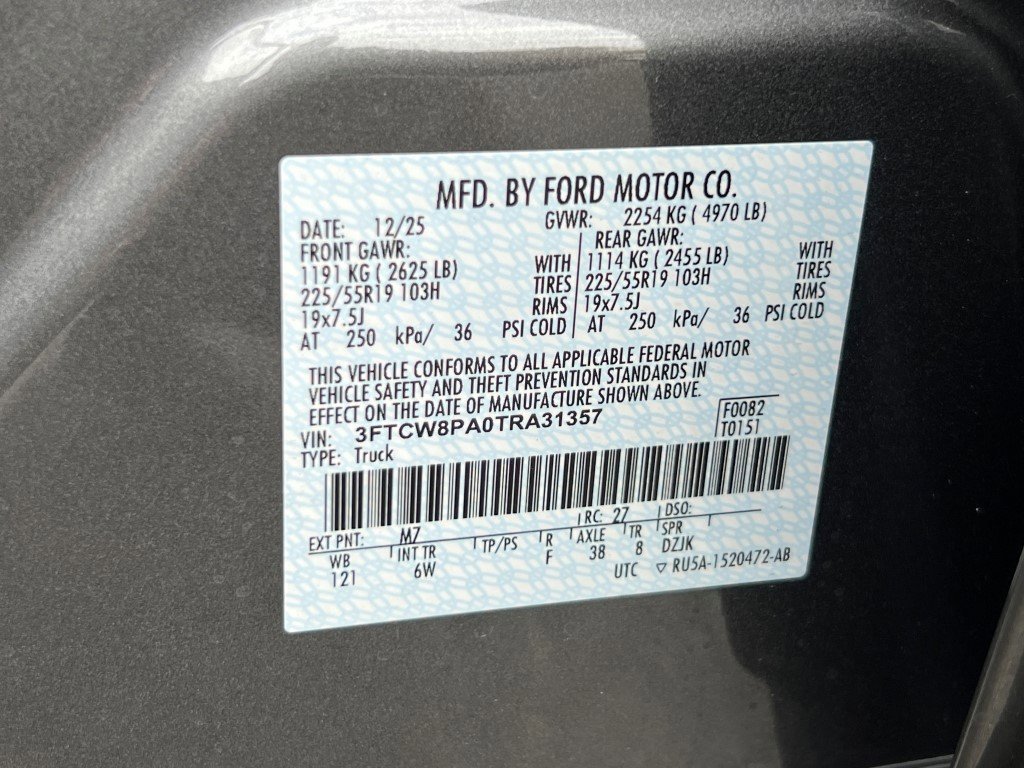 MFD. BY FORD MOTOR CO.
DATE: 12/25 GVWR: 2254 KG ( 4970 LB)
FRONT GAWR: REAR GAWR:
1191 KG ( 2625 LB) WITH 1114 KG ( 2455 LB) WITH
225/55R19 103H TIRES 225/55R19 103H TIRES
19x7.5J RIMS 19x7.5J RIMS
AT 250 kPa/ 36 PSI COLD AT 250 kPa/ 36 PSI COLD
THIS VEHICLE CONFORMS TO ALL APPLICABLE FEDERAL MOTOR
VEHICLE SAFETY AND THEFT PREVENTION STANDARDS IN
EFFECT ON THE DATE OF MANUFACTURE SHOWN ABOVE.
VIN: 3FTCW8PA0TRA31357 F0082
TYPE: Truck T0151
EXT PNT: M7 RC: 27 DSO:
WB INT TR TP/PS R AXLE TR SPR
121 6W F 38 8 DZJK
UTC ▽ RU5A-1520472-AB